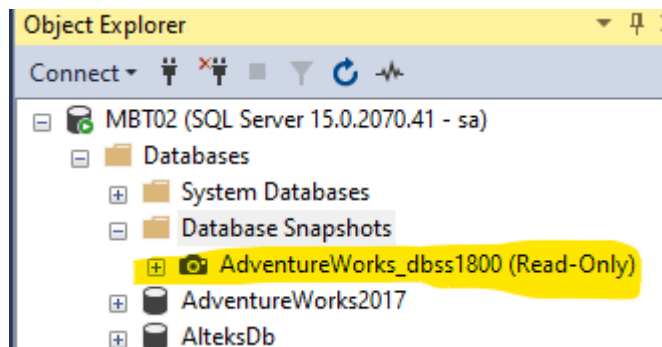 Object Explorer
Connect
MBT02 (SQL Server 15.0.2070.41 - sa)
Databases
System Databases
Database Snapshots
AdventureWorks_dbss1800 (Read-Only)
AdventureWorks2017
AlteksDb